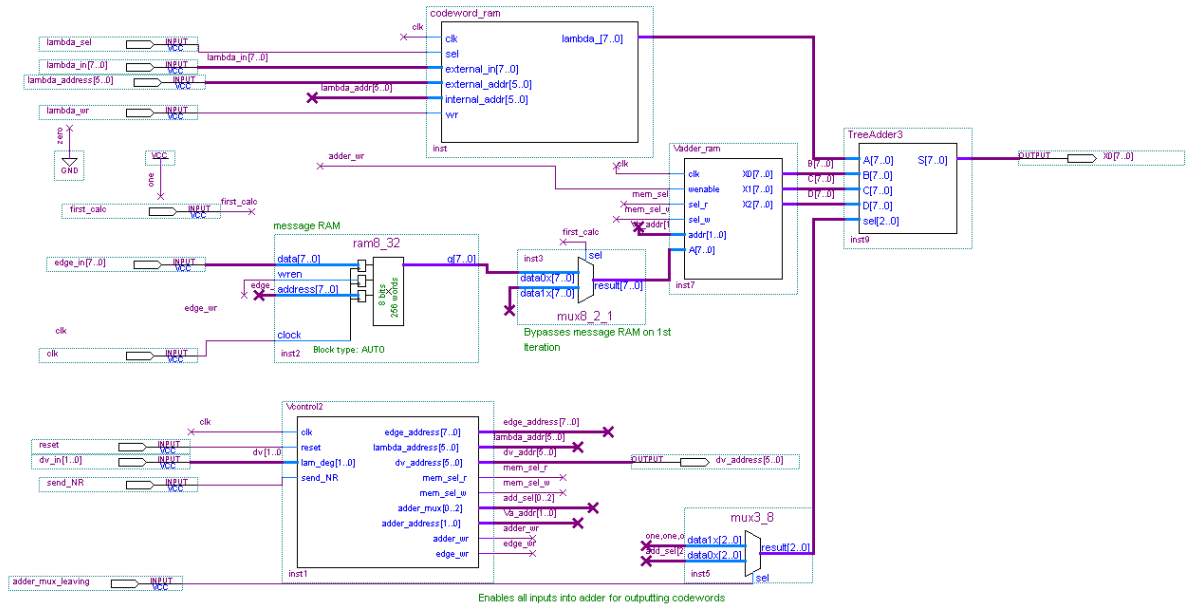 codeword_ram
clk
clk
lambda_[7..0]
lambda_sel
INPUT
VCC
sel
lambda_in[7..0]
lambda_in[7..0]
INPUT
VCC
external_in[7..0]
lambda_address[5..0]
INPUT
VCC
external_addr[5..0]
lambda_addr[5..0]
internal_addr[5..0]
lambda_wr
INPUT
VCC
wr
inst
zero
GND
VCC
one
adder_wr
first_calc
INPUT
VCC
first_calc
Vadder_ram
clk
clk
X0[7..0]
wenable
X1[7..0]
mem_sel
sel_r
X2[7..0]
mem_sel_w
sel_w
addr[1..0]
A[7..0]
inst7
TreeAdder3
A[7..0]
S[7..0]
B[7..0]
B[7..0]
C[7..0]
C[7..0]
D[7..0]
D[7..0]
sel[2..0]
inst9
OUTPUT
X0[7..0]
message RAM
ram8_32
edge_in[7..0]
INPUT
VCC
data[7..0]
q[7..0]
wren
edge_
address[7..0]
8 bits
256 words
edge_wr
clk
clock
clk
INPUT
VCC
Block type: AUTO
inst2
first_calc
inst3
sel
data0x[7..0]
result[7..0]
data1x[7..0]
mux8_2_1
Bypasses message RAM on 1st
Iteration
Vcontrol2
clk
clk
edge_address[7..0]
edge_address[7..0]
reset
INPUT
VCC
reset
lambda_address[5..0]
lambda_addr[5..0]
dv_in[1..0]
INPUT
VCC
dv[1..0]
lam_deg[1..0]
dv_address[5..0]
dv_addr[5..0]
OUTPUT
dv_address[5..0]
send_NR
INPUT
VCC
send_NR
mem_sel_r
mem_sel_r
mem_sel_w
mem_sel_w
adder_mux[0..2]
add_sel[0..2]
adder_address[1..0]
Va_addr[1..0]
adder_wr
adder_wr
edge_wr
edge_wr
inst1
mux3_8
one,one,o
data1x[2..0]
result[2..0]
add_sel[2
data0x[2..0]
inst5
sel
adder_mux_leaving
INPUT
VCC
Enables all inputs into adder for outputting codewords